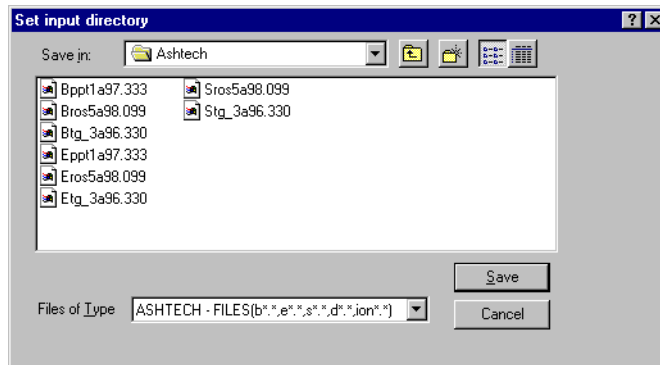 Set input directory
Save in: Ashtech
Bppt1a97.333 Sros5a98.099
Bros5a98.099 Stg_3a96.330
Btg_3a96.330
Eppt1a97.333
Eros5a98.099
Etg_3a96.330
Save
Files of Type ASHTECH - FILES(b*.*,e*.*,s*.*,d*.*,ion*.*)
Cancel